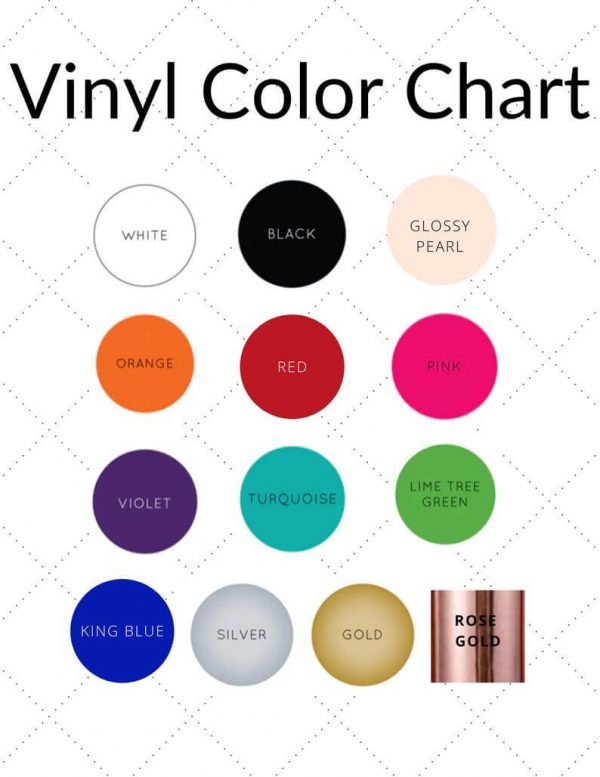 Vinyl Color Chart
WHITE
BLACK
GLOSSY
PEARL
ORANGE
RED
PINK
VIOLET
TURQUOISE
LIME TREE
GREEN
KING BLUE
SILVER
GOLD
ROSE
GOLD